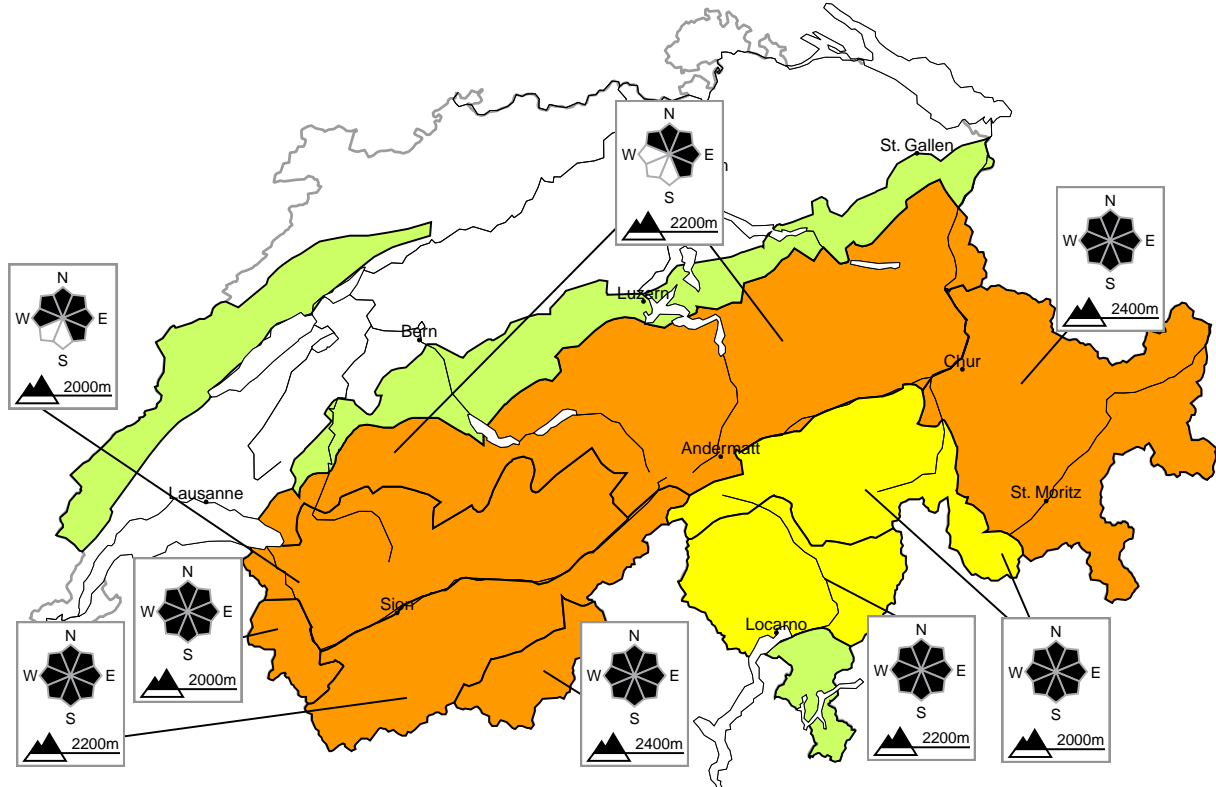 N
W E
S
2200m
n
St. Gallen
N
W E
S
2400m
N
W E
S
2000m
Luzern
Bern
Chur
Andermatt
Lausanne
St. Moritz
N
W E
S
2000m
Sion
Locarno
N
W E
S
2200m
N
W E
S
2400m
N
W E
S
2200m
N
W E
S
2000m